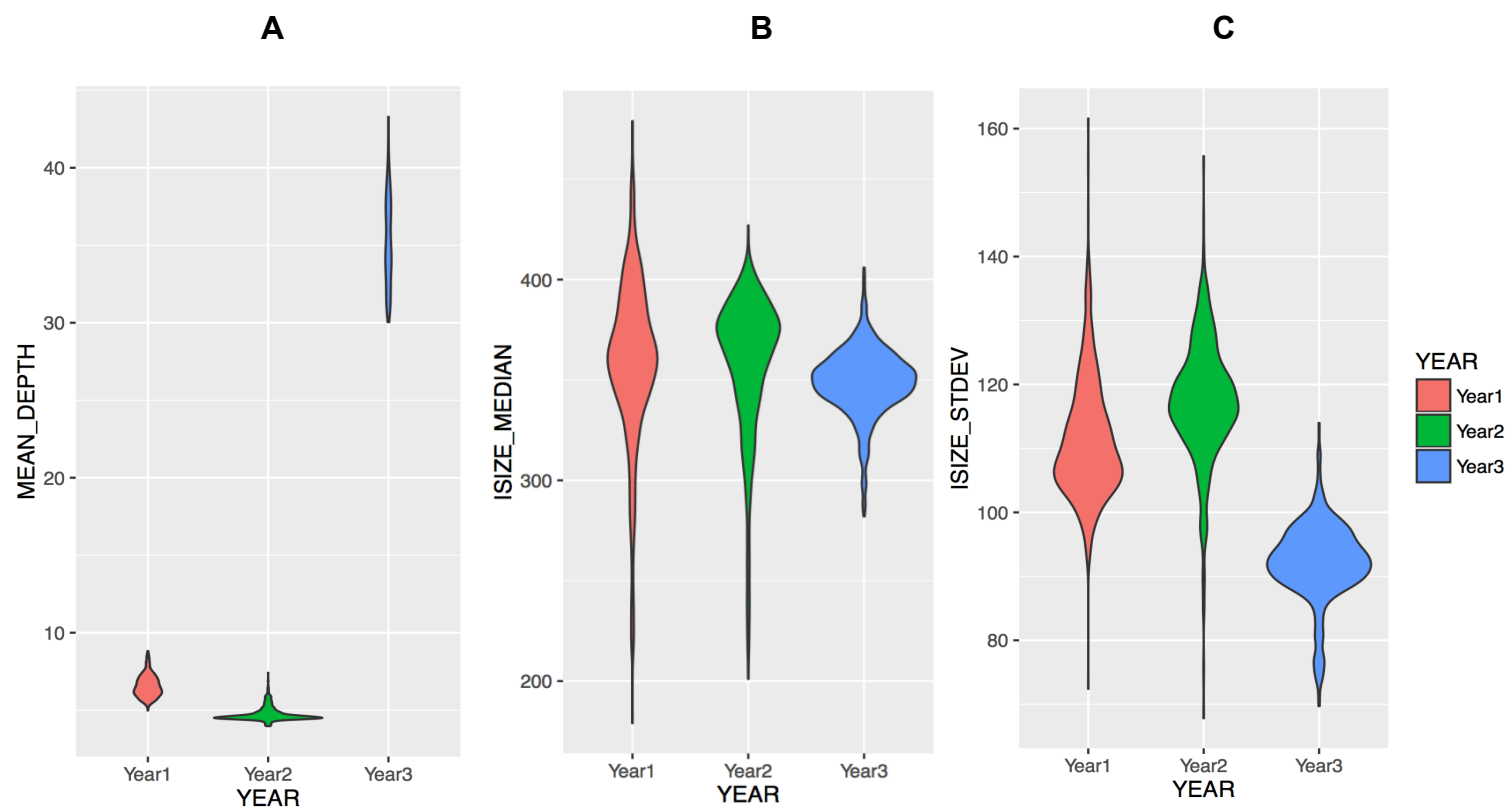 A
B
C
MEAN_DEPTH
40
30
20
10
Year1
Year2
Year3
YEAR
ISIZE_MEDIAN
400
300
200
Year1
Year2
Year3
YEAR
ISIZE_STDEV
160
140
120
100
80
Year1
Year2
Year3
YEAR
YEAR
Year1
Year2
Year3